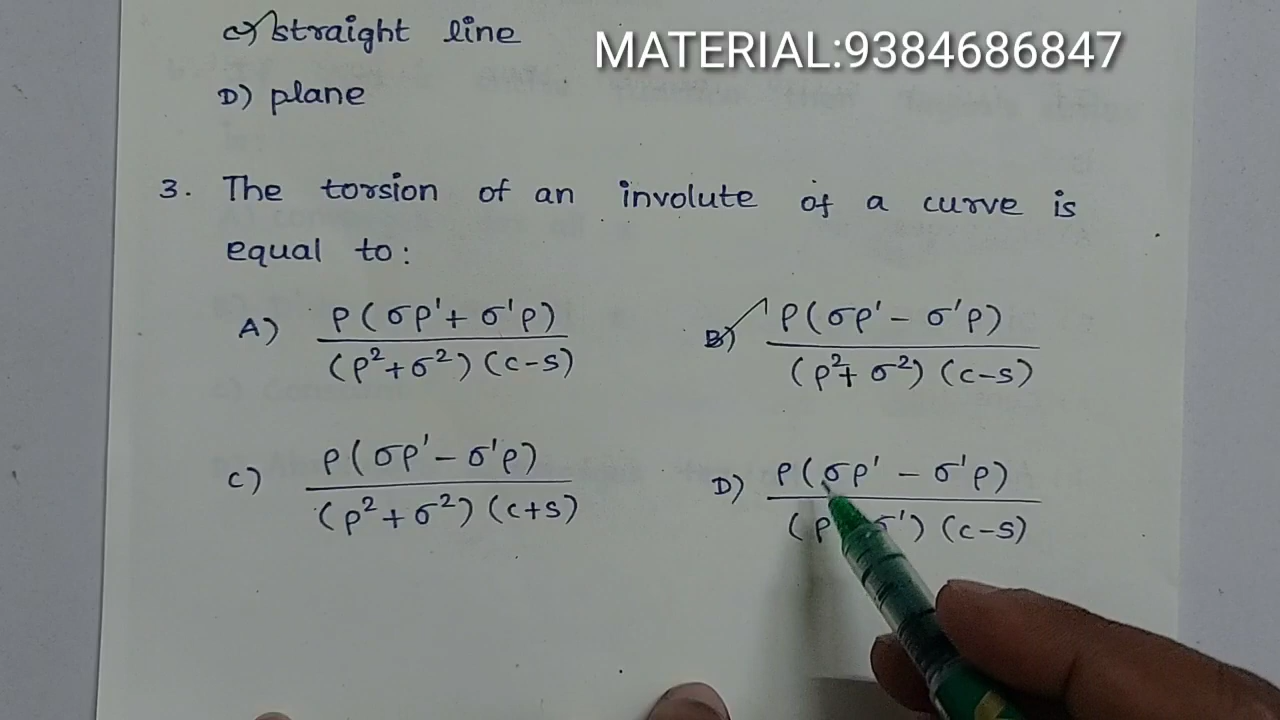 C) straight line
MATERIAL:9384686847
D) plane
3. The torsion of an involute of a curve is
equal to:
A) ρ(σρ'+ σ'ρ) / (ρ²+σ²)(c-s)
B) ρ(σρ' - σ'ρ) / (ρ²+ σ²)(c-s)
C) ρ(σρ' - σ'ρ) / (ρ²+σ²)(c+s)
D) ρ(σρ' - σ'ρ) / (ρ σ')(c-s)